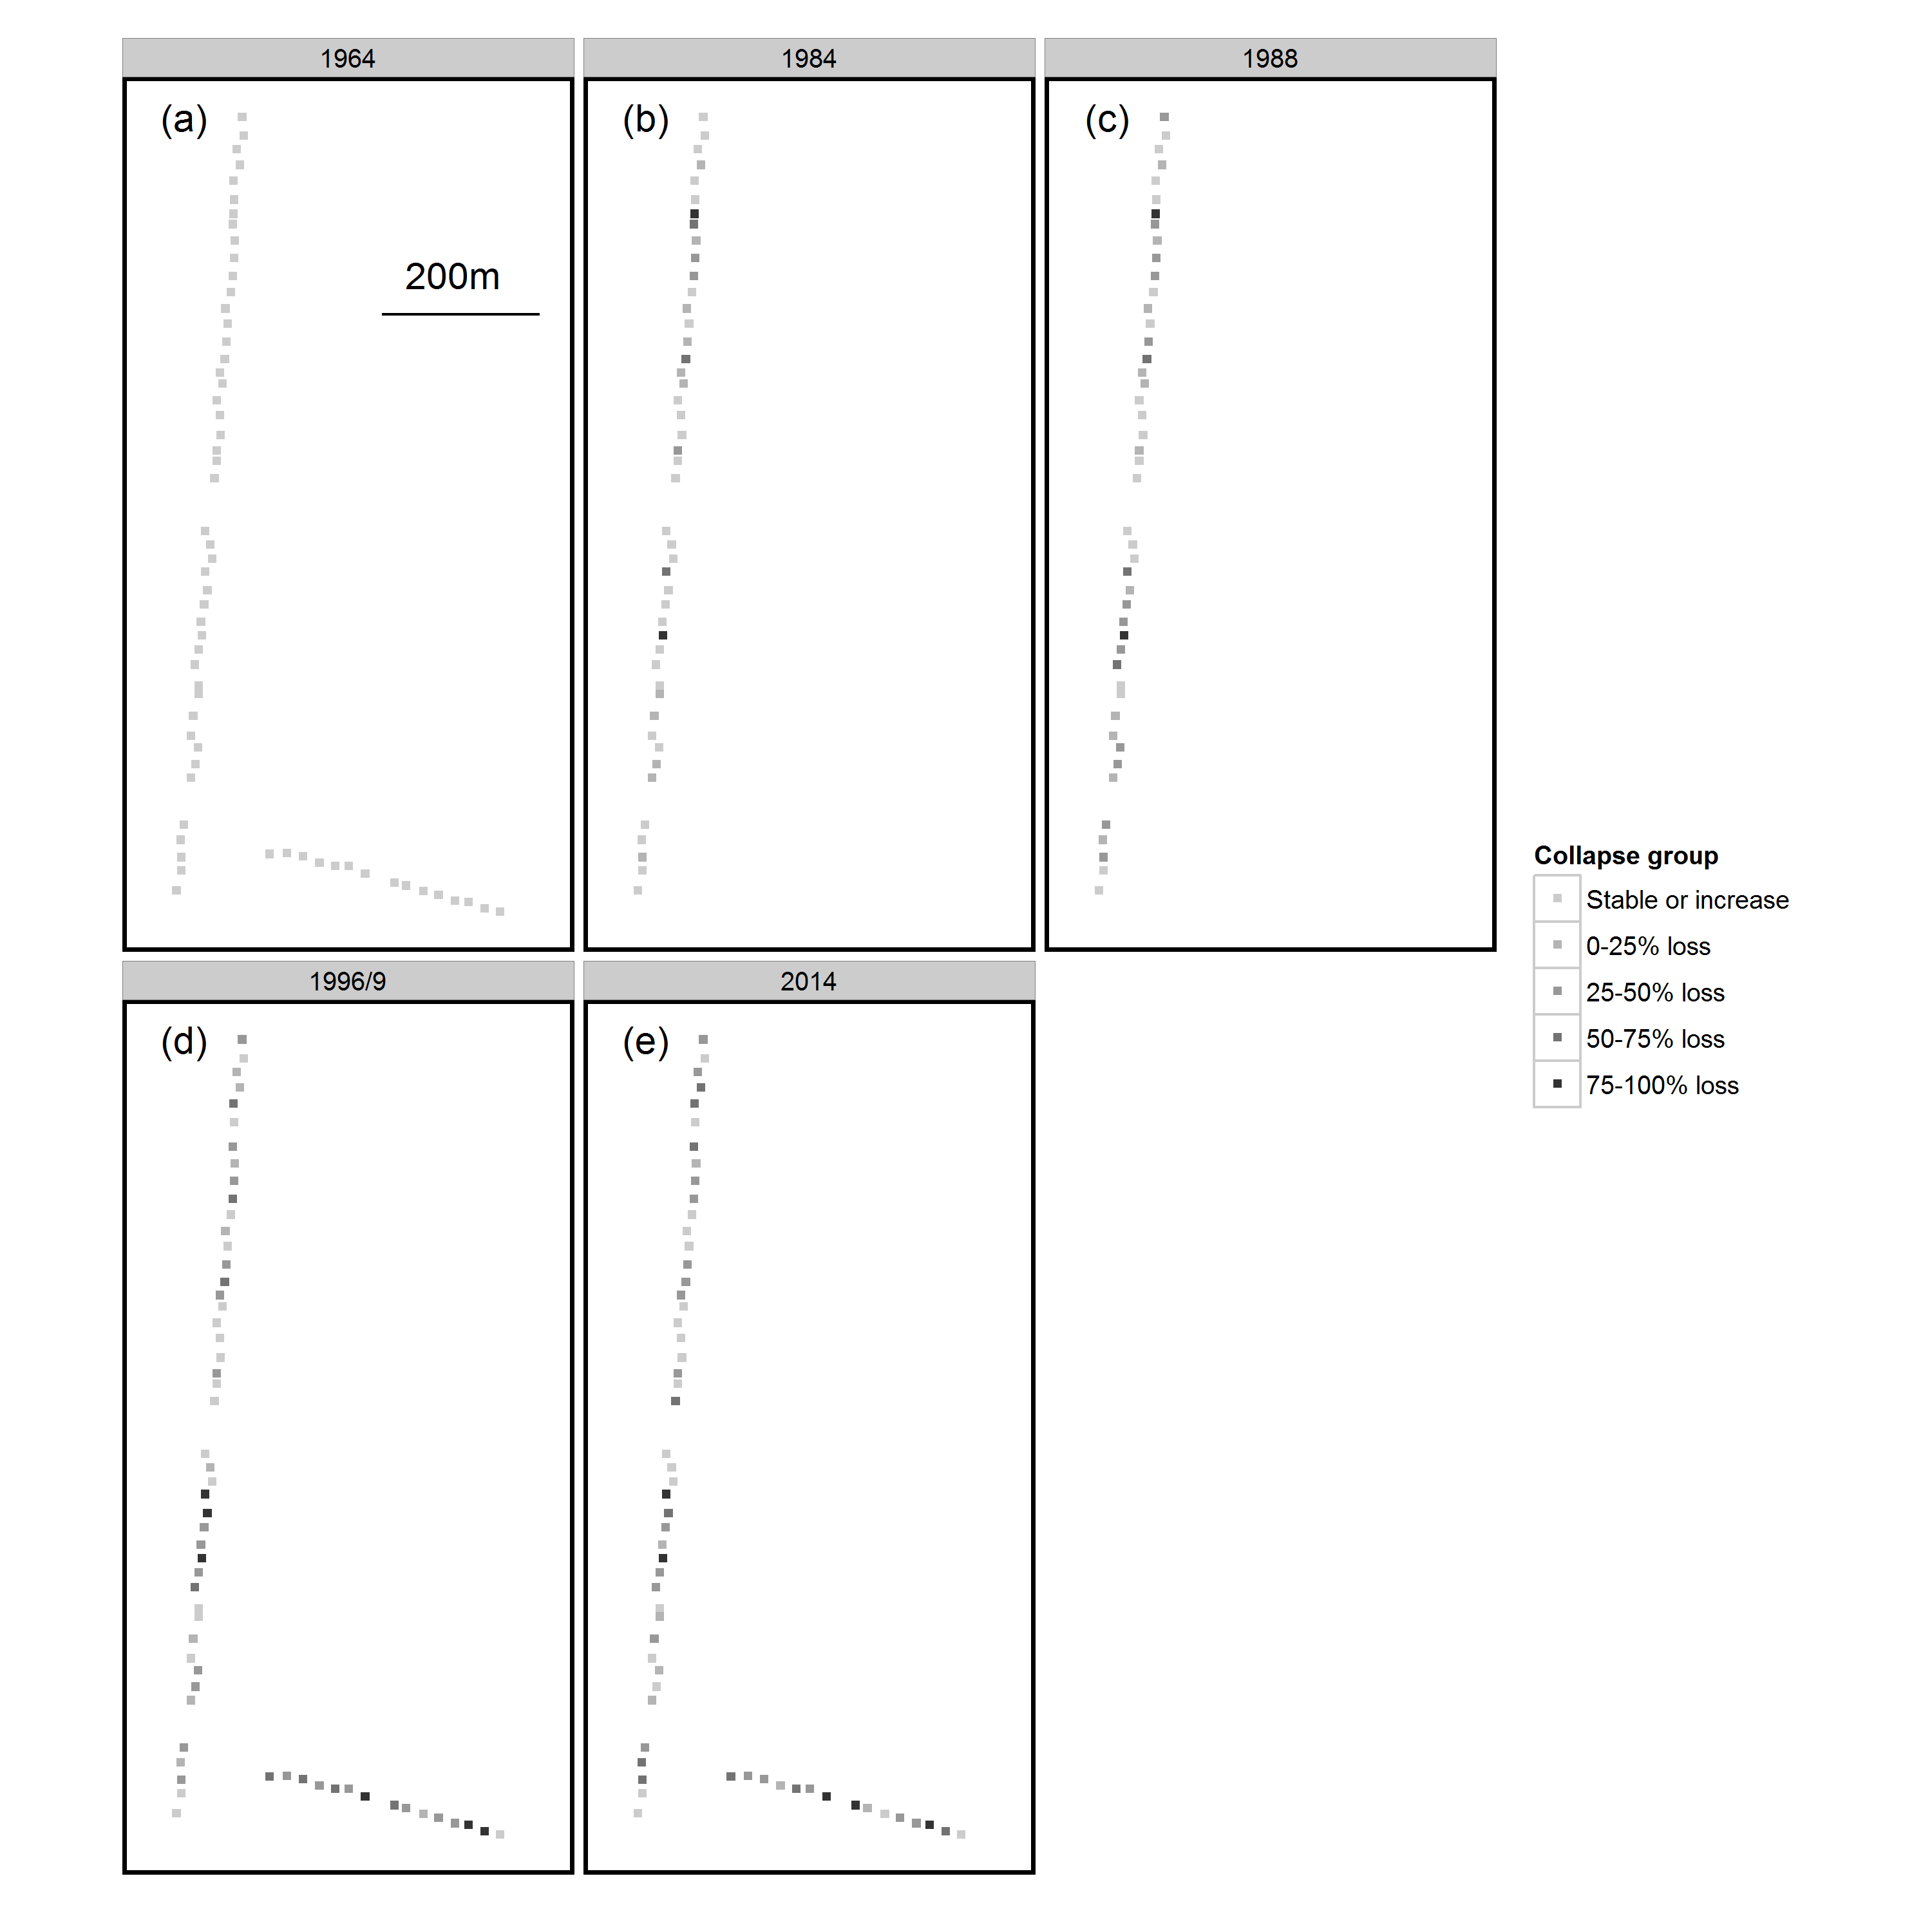 1964
1984
1988
(a)
(b)
(c)
200m
Collapse group
Stable or increase
0-25% loss
25-50% loss
50-75% loss
75-100% loss
1996/9
2014
(d)
(e)